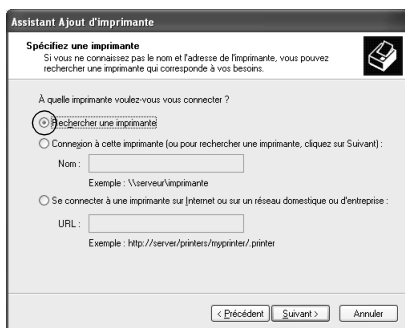 Assistant Ajout d'imprimante
Spécifiez une imprimante
Si vous ne connaissez pas le nom et l'adresse de l'imprimante, vous pouvez
rechercher une imprimante qui corresponde à vos besoins.
À quelle imprimante voulez-vous vous connecter ?
Rechercher une imprimante
Connexion à cette imprimante (ou pour rechercher une imprimante, cliquez sur Suivant) :
Nom :
Exemple : \\serveur\imprimante
Se connecter à une imprimante sur Internet ou sur un réseau domestique ou d'entreprise :
URL :
Exemple : http://server/printers/myprinter/.printer
< Précédent Suivant > Annuler